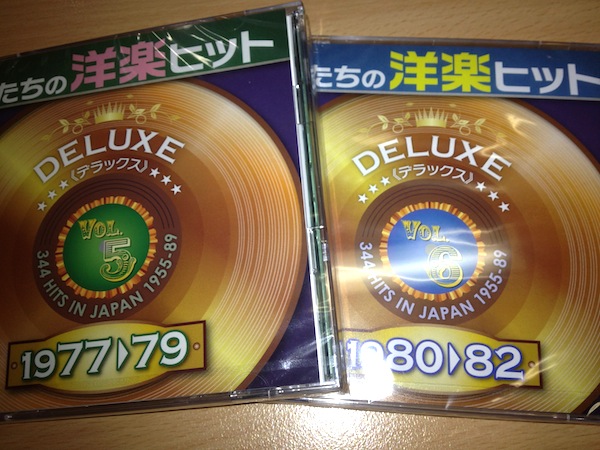 たちの洋楽ヒット
DELUXE
《デラックス》
VOL.
5
344 HITS IN JAPAN 1955-89
1977▶79
たちの洋楽ヒット
DELUXE
《デラックス》
VOL.
6
344 HITS IN JAPAN 1955-89
1980▶82